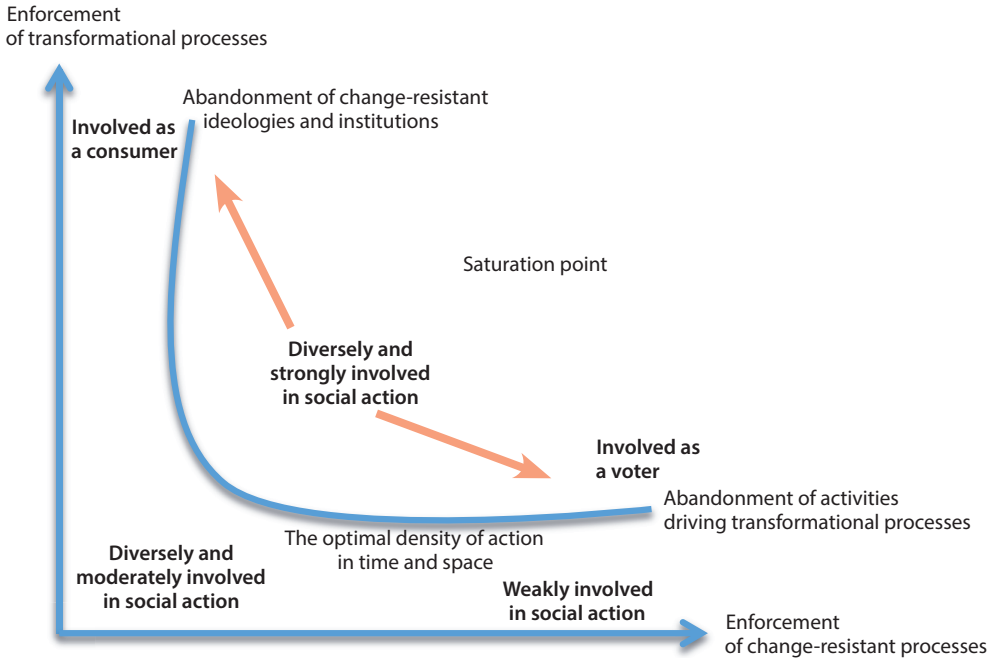 Enforcement
of transformational processes
Abandonment of change-resistant
ideologies and institutions
Involved as
a consumer
Saturation point
Diversely and
strongly involved
in social action
Involved as
a voter
Abandonment of activities
driving transformational processes
The optimal density of action
in time and space
Diversely and
moderately involved
in social action
Weakly involved
in social action
Enforcement
of change-resistant processes